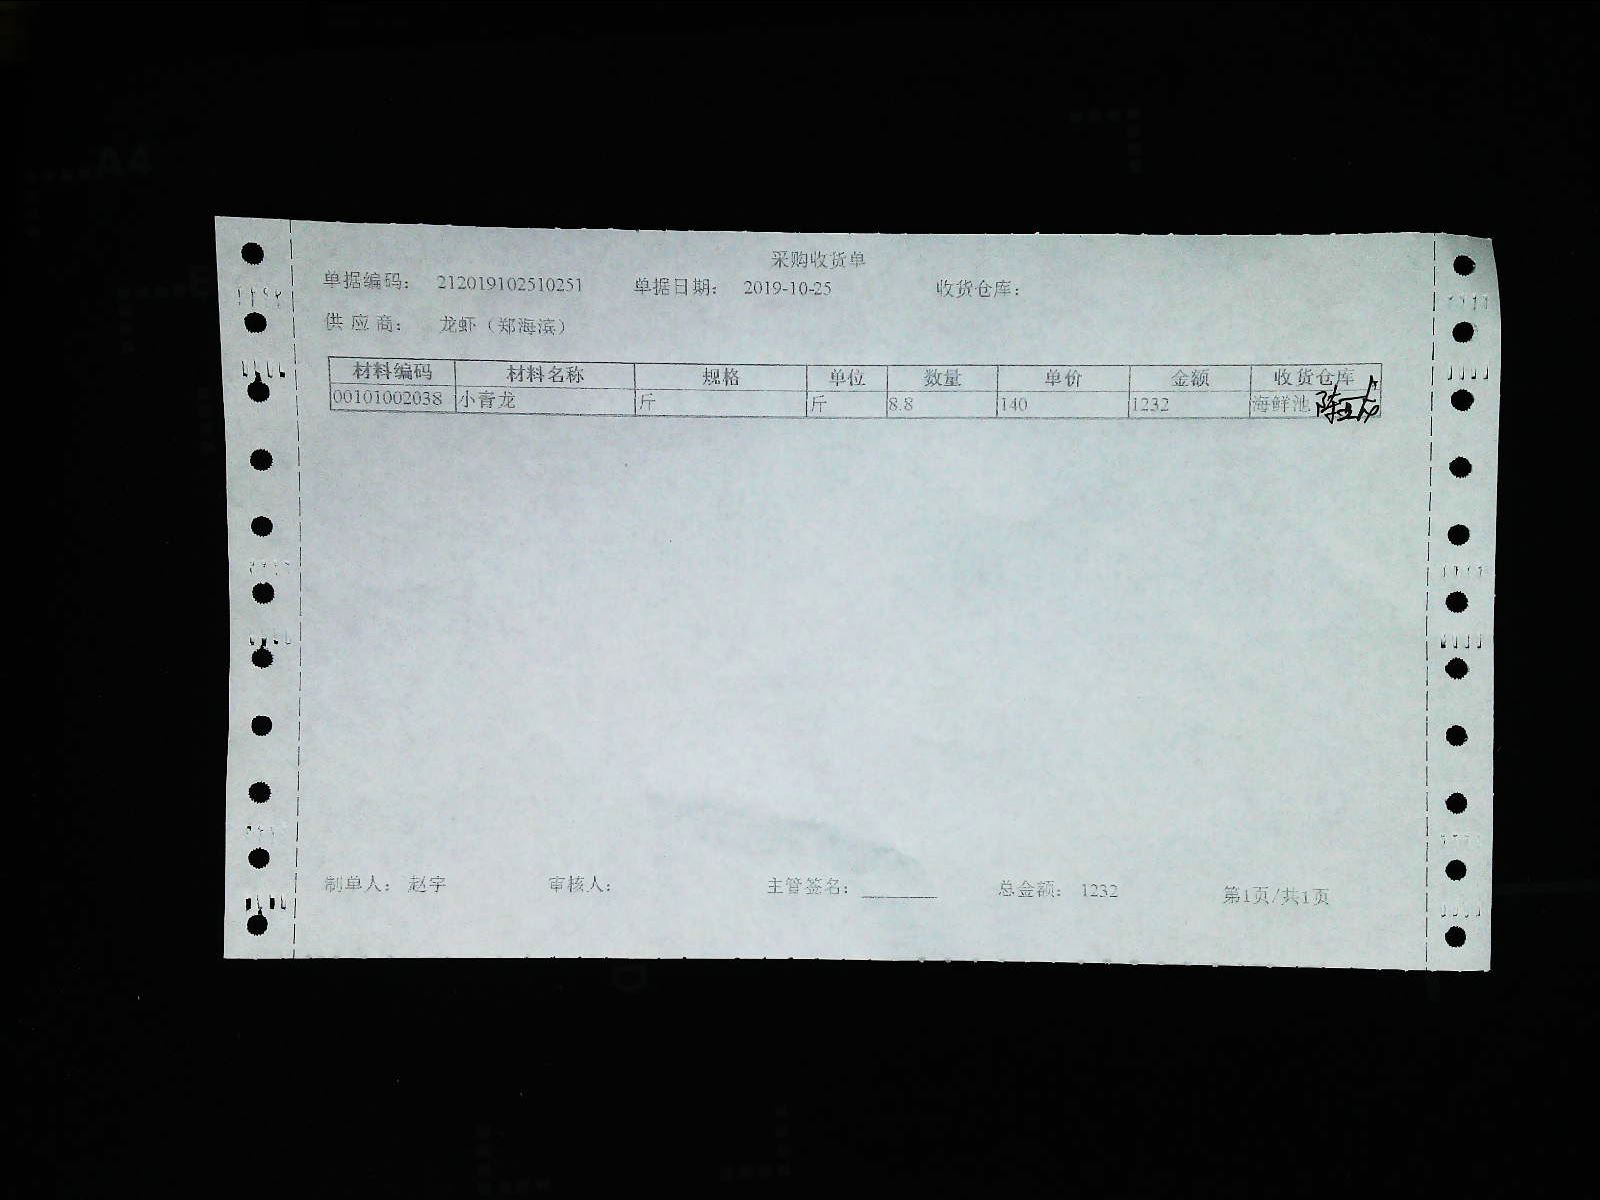 采购收货单
单据编码： 212019102510251 单据日期： 2019-10-25 收货仓库：
供 应 商： 龙虾（郑海滨）
材料编码 材料名称 规格 单位 数量 单价 金额 收货仓库
00101002038 小青龙 斤 斤 8.8 140 1232 海鲜池
制单人： 赵宇 审核人： 主管签名： 总金额： 1232 第1页/共1页